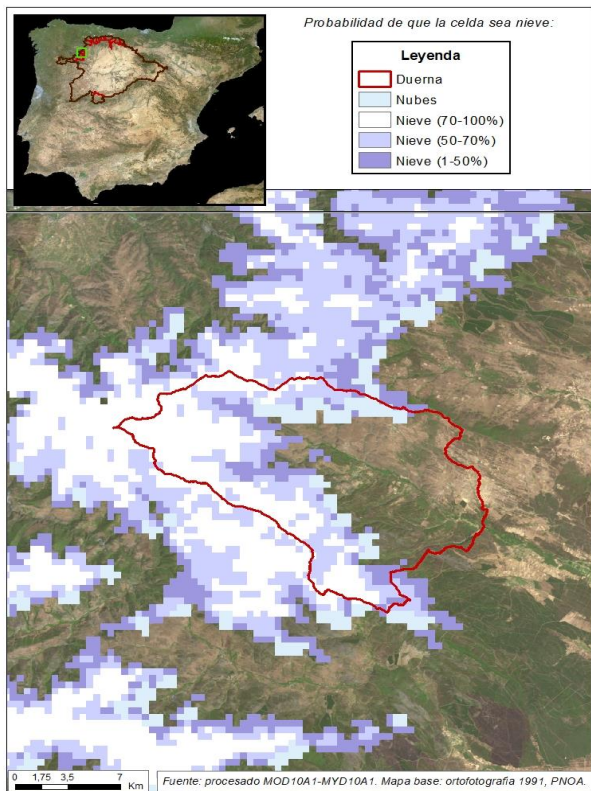 Probabilidad de que la celda sea nieve:
Leyenda
Duerna
Nubes
Nieve (70-100%)
Nieve (50-70%)
Nieve (1-50%)
0 1,75 3,5 7
Km
Fuente: procesado MOD10A1-MYD10A1. Mapa base: ortofotografia 1991, PNOA.